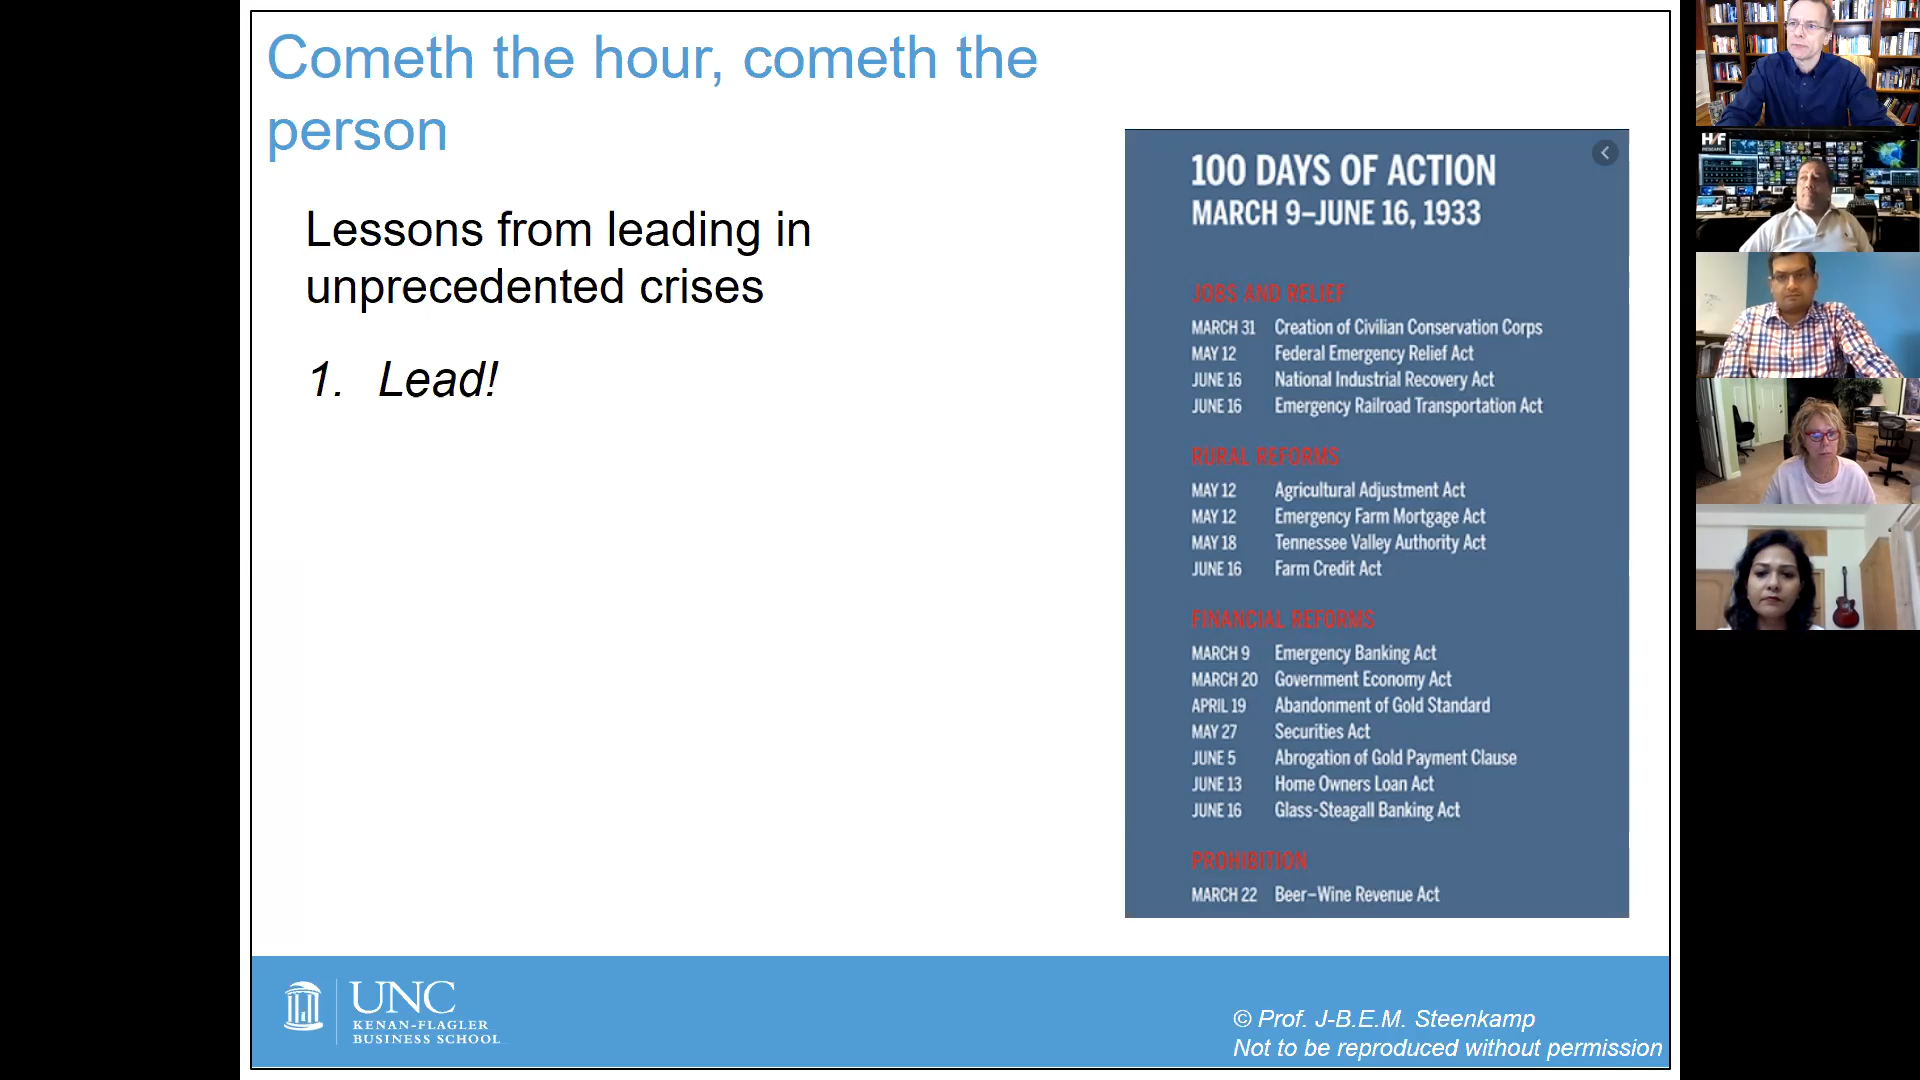 Cometh the hour, cometh the
person
Lessons from leading in
unprecedented crises
1. Lead!
100 DAYS OF ACTION
MARCH 9–JUNE 16, 1933
JOBS AND RELIEF
MARCH 31 Creation of Civilian Conservation Corps
MAY 12 Federal Emergency Relief Act
JUNE 16 National Industrial Recovery Act
JUNE 16 Emergency Railroad Transportation Act
RURAL REFORMS
MAY 12 Agricultural Adjustment Act
MAY 12 Emergency Farm Mortgage Act
MAY 18 Tennessee Valley Authority Act
JUNE 16 Farm Credit Act
FINANCIAL REFORMS
MARCH 9 Emergency Banking Act
MARCH 20 Government Economy Act
APRIL 19 Abandonment of Gold Standard
MAY 27 Securities Act
JUNE 5 Abrogation of Gold Payment Clause
JUNE 13 Home Owners Loan Act
JUNE 16 Glass-Steagall Banking Act
PROHIBITION
MARCH 22 Beer–Wine Revenue Act
UNC
KENAN-FLAGLER
BUSINESS SCHOOL
© Prof. J-B.E.M. Steenkamp
Not to be reproduced without permission
RESEARCH